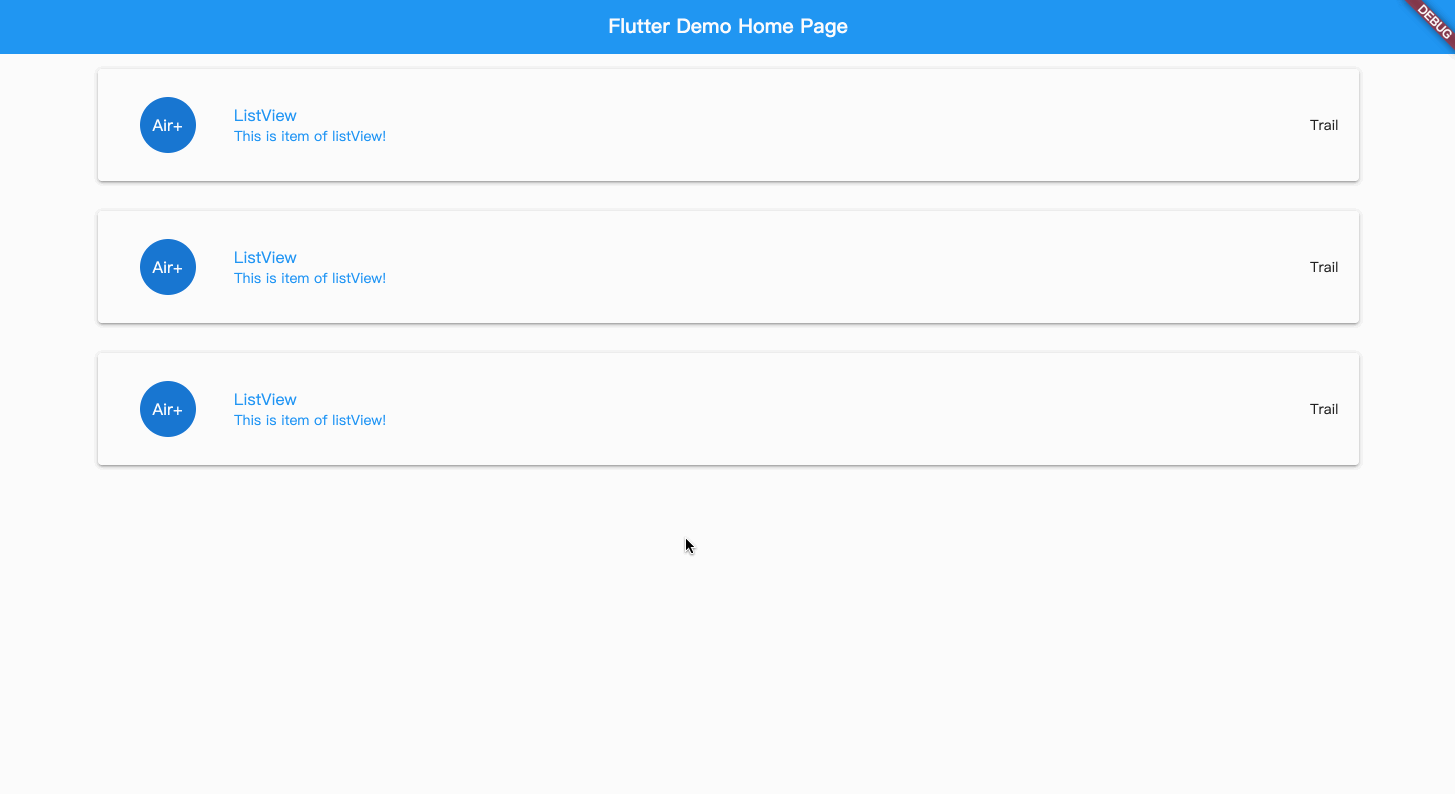 Flutter Demo Home Page
DEBUG
Air+
ListView
This is item of listView!
Trail
Air+
ListView
This is item of listView!
Trail
Air+
ListView
This is item of listView!
Trail